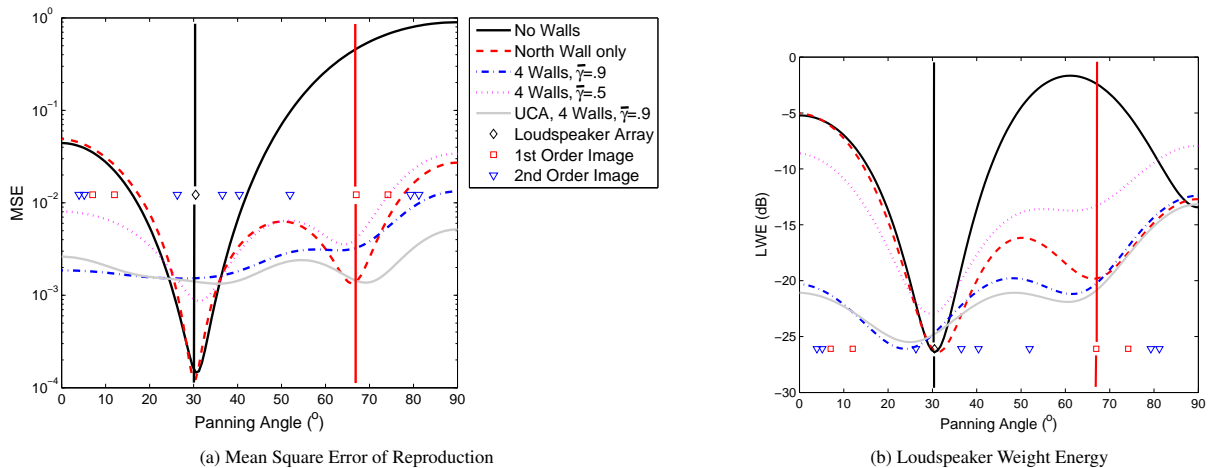 10⁰
10⁻¹
10⁻²
10⁻³
10⁻⁴
MSE
0 10 20 30 40 50 60 70 80 90
Panning Angle (°)
No Walls
North Wall only
4 Walls, γ̄=.9
4 Walls, γ̄=.5
UCA, 4 Walls, γ̄=.9
Loudspeaker Array
1st Order Image
2nd Order Image
(a) Mean Square Error of Reproduction
0
−5
−10
−15
−20
−25
−30
LWE (dB)
0 10 20 30 40 50 60 70 80 90
Panning Angle (°)
(b) Loudspeaker Weight Energy